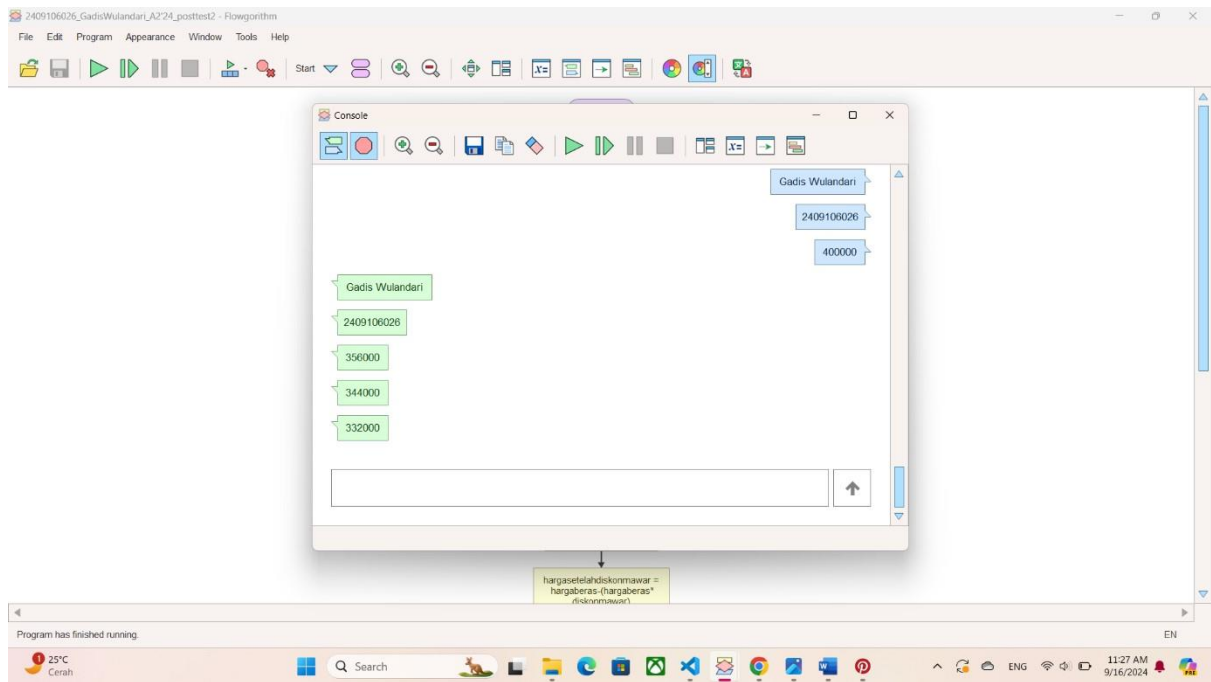 2409106026_GadisWulandari_A2'24_posttest2 - Flowgorithm
File Edit Program Appearance Window Tools Help
Start
Console
Gadis Wulandari
2409106026
400000
Gadis Wulandari
2409106026
356000
344000
332000
hargasetelahdiskonmawar =
hargaberas-(hargaberas*
diskonmawar)
Program has finished running.
EN
1
25°C
Cerah
Search
PRE
ENG
11:27 AM
9/16/2024